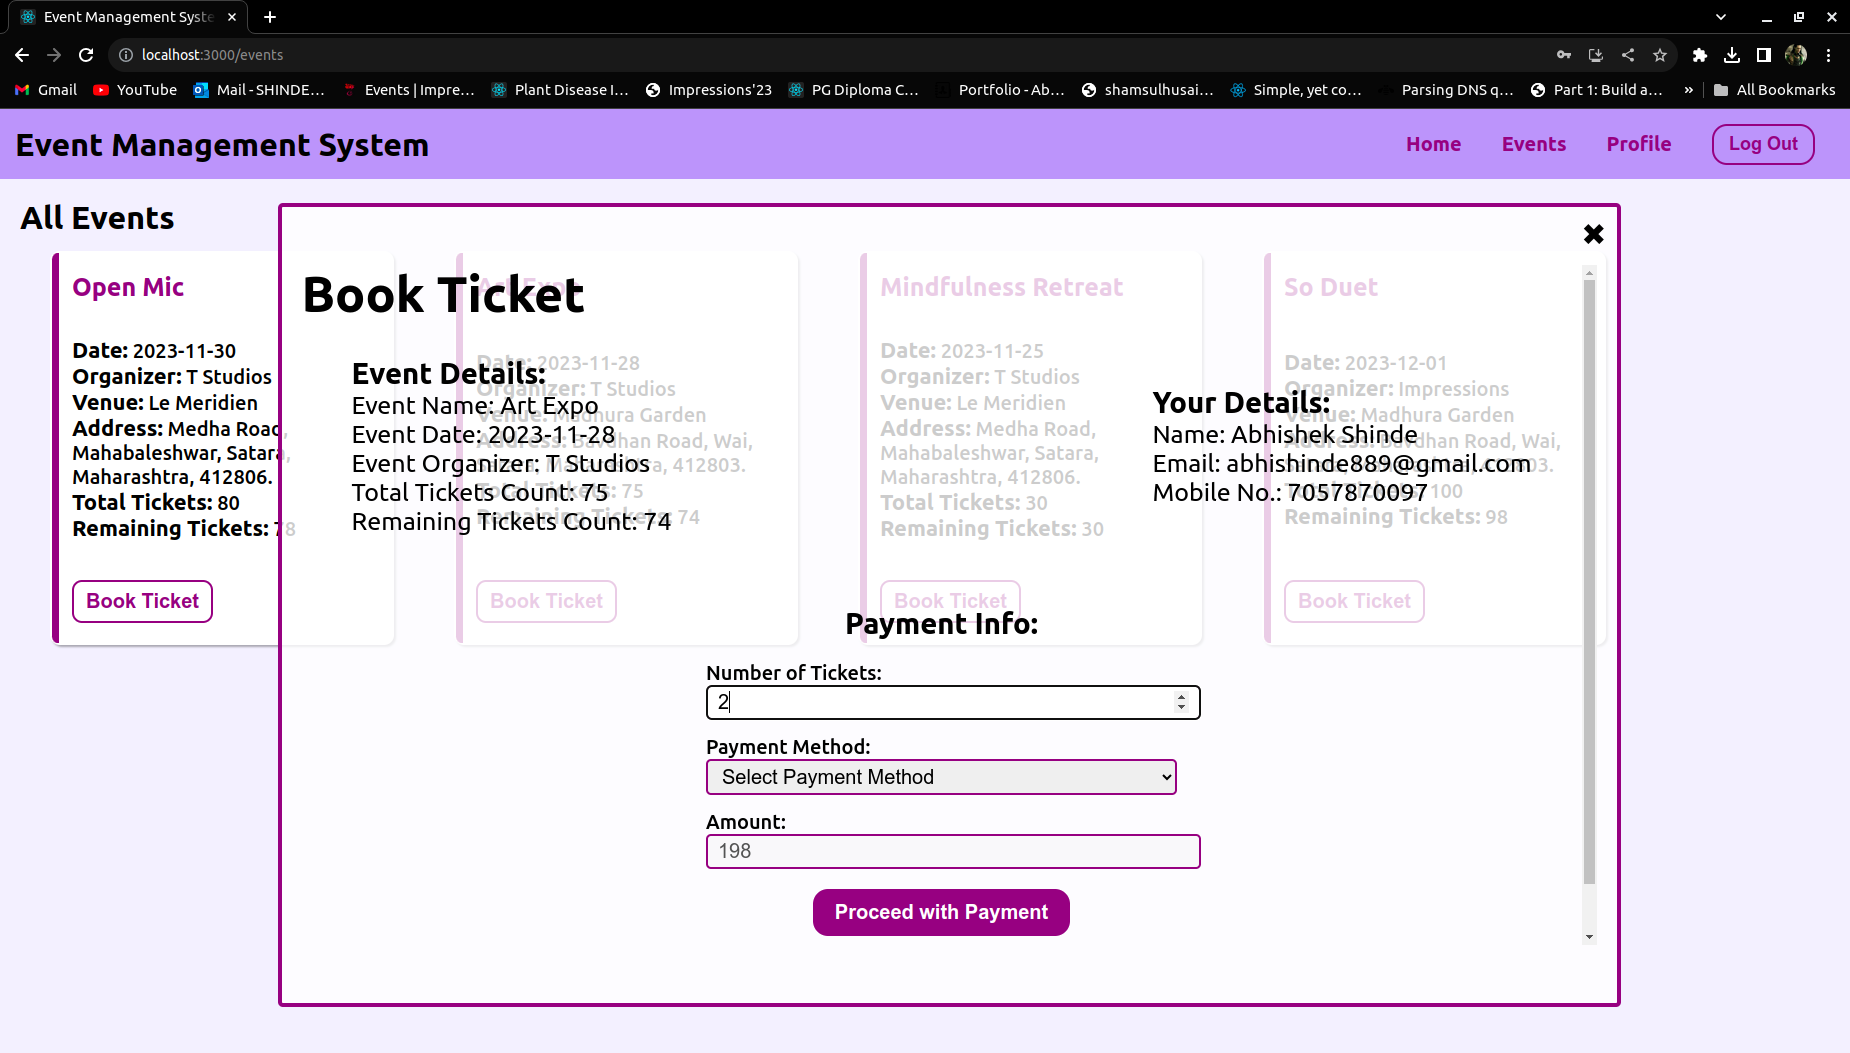 Event Management Syste
localhost:3000/events
Gmail
YouTube
Mail - SHINDE...
Events | Impre...
Plant Disease I...
Impressions'23
PG Diploma C...
Portfolio - Ab...
shamsulhusai...
Simple, yet co...
Parsing DNS q...
Part 1: Build a...
»
All Bookmarks
Event Management System
Home
Events
Profile
Log Out
All Events
Open Mic
Date: 2023-11-30
Organizer: T Studios
Venue: Le Meridien
Address: Medha Road,
Mahabaleshwar, Satara,
Maharashtra, 412806.
Total Tickets: 80
Remaining Tickets: 78
Book Ticket
Art Expo
Date: 2023-11-28
Organizer: T Studios
Venue: Madhura Garden
Address: Bavdhan Road, Wai,
Satara, Maharashtra, 412803.
Total Tickets: 75
Remaining Tickets: 74
Book Ticket
Mindfulness Retreat
Date: 2023-11-25
Organizer: T Studios
Venue: Le Meridien
Address: Medha Road,
Mahabaleshwar, Satara,
Maharashtra, 412806.
Total Tickets: 30
Remaining Tickets: 30
Book Ticket
So Duet
Date: 2023-12-01
Organizer: Impressions
Venue: Madhura Garden
Address: Bavdhan Road, Wai,
Satara, Maharashtra, 412803.
Total Tickets: 100
Remaining Tickets: 98
Book Ticket
Book Ticket
Event Details:
Event Name: Art Expo
Event Date: 2023-11-28
Event Organizer: T Studios
Total Tickets Count: 75
Remaining Tickets Count: 74
Your Details:
Name: Abhishek Shinde
Email: abhishinde889@gmail.com
Mobile No.: 7057870097
Payment Info:
Number of Tickets:
2
Payment Method:
Select Payment Method
Amount:
198
Proceed with Payment